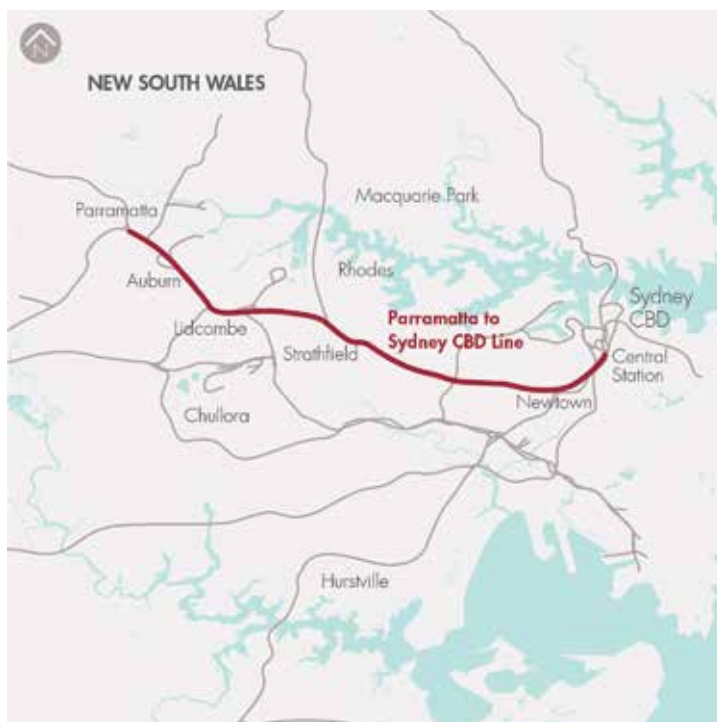 N
NEW SOUTH WALES
Parramatta
Macquarie Park
Auburn
Rhodes
Lidcombe
Parramatta to
Sydney CBD Line
Sydney
CBD
Strathfield
Central
Station
Newtown
Chullora
Hurstville